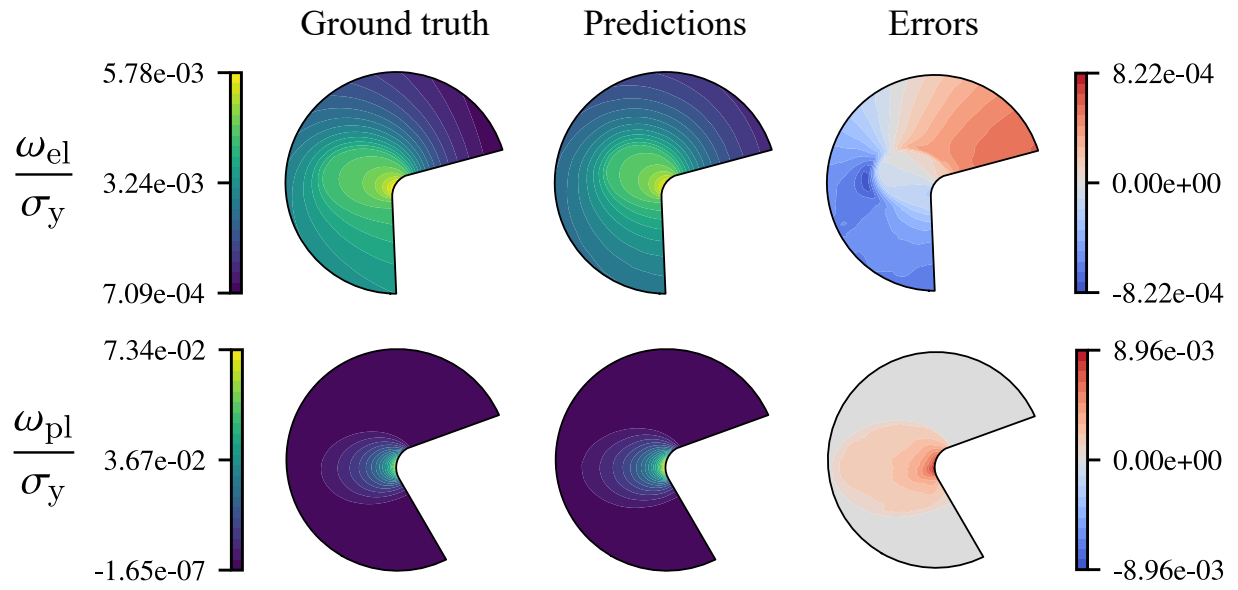 Ground truth Predictions Errors
5.78e-03 8.22e-04
ω_el/σ_y 3.24e-03 0.00e+00
7.09e-04 -8.22e-04
7.34e-02 8.96e-03
ω_pl/σ_y 3.67e-02 0.00e+00
-1.65e-07 -8.96e-03